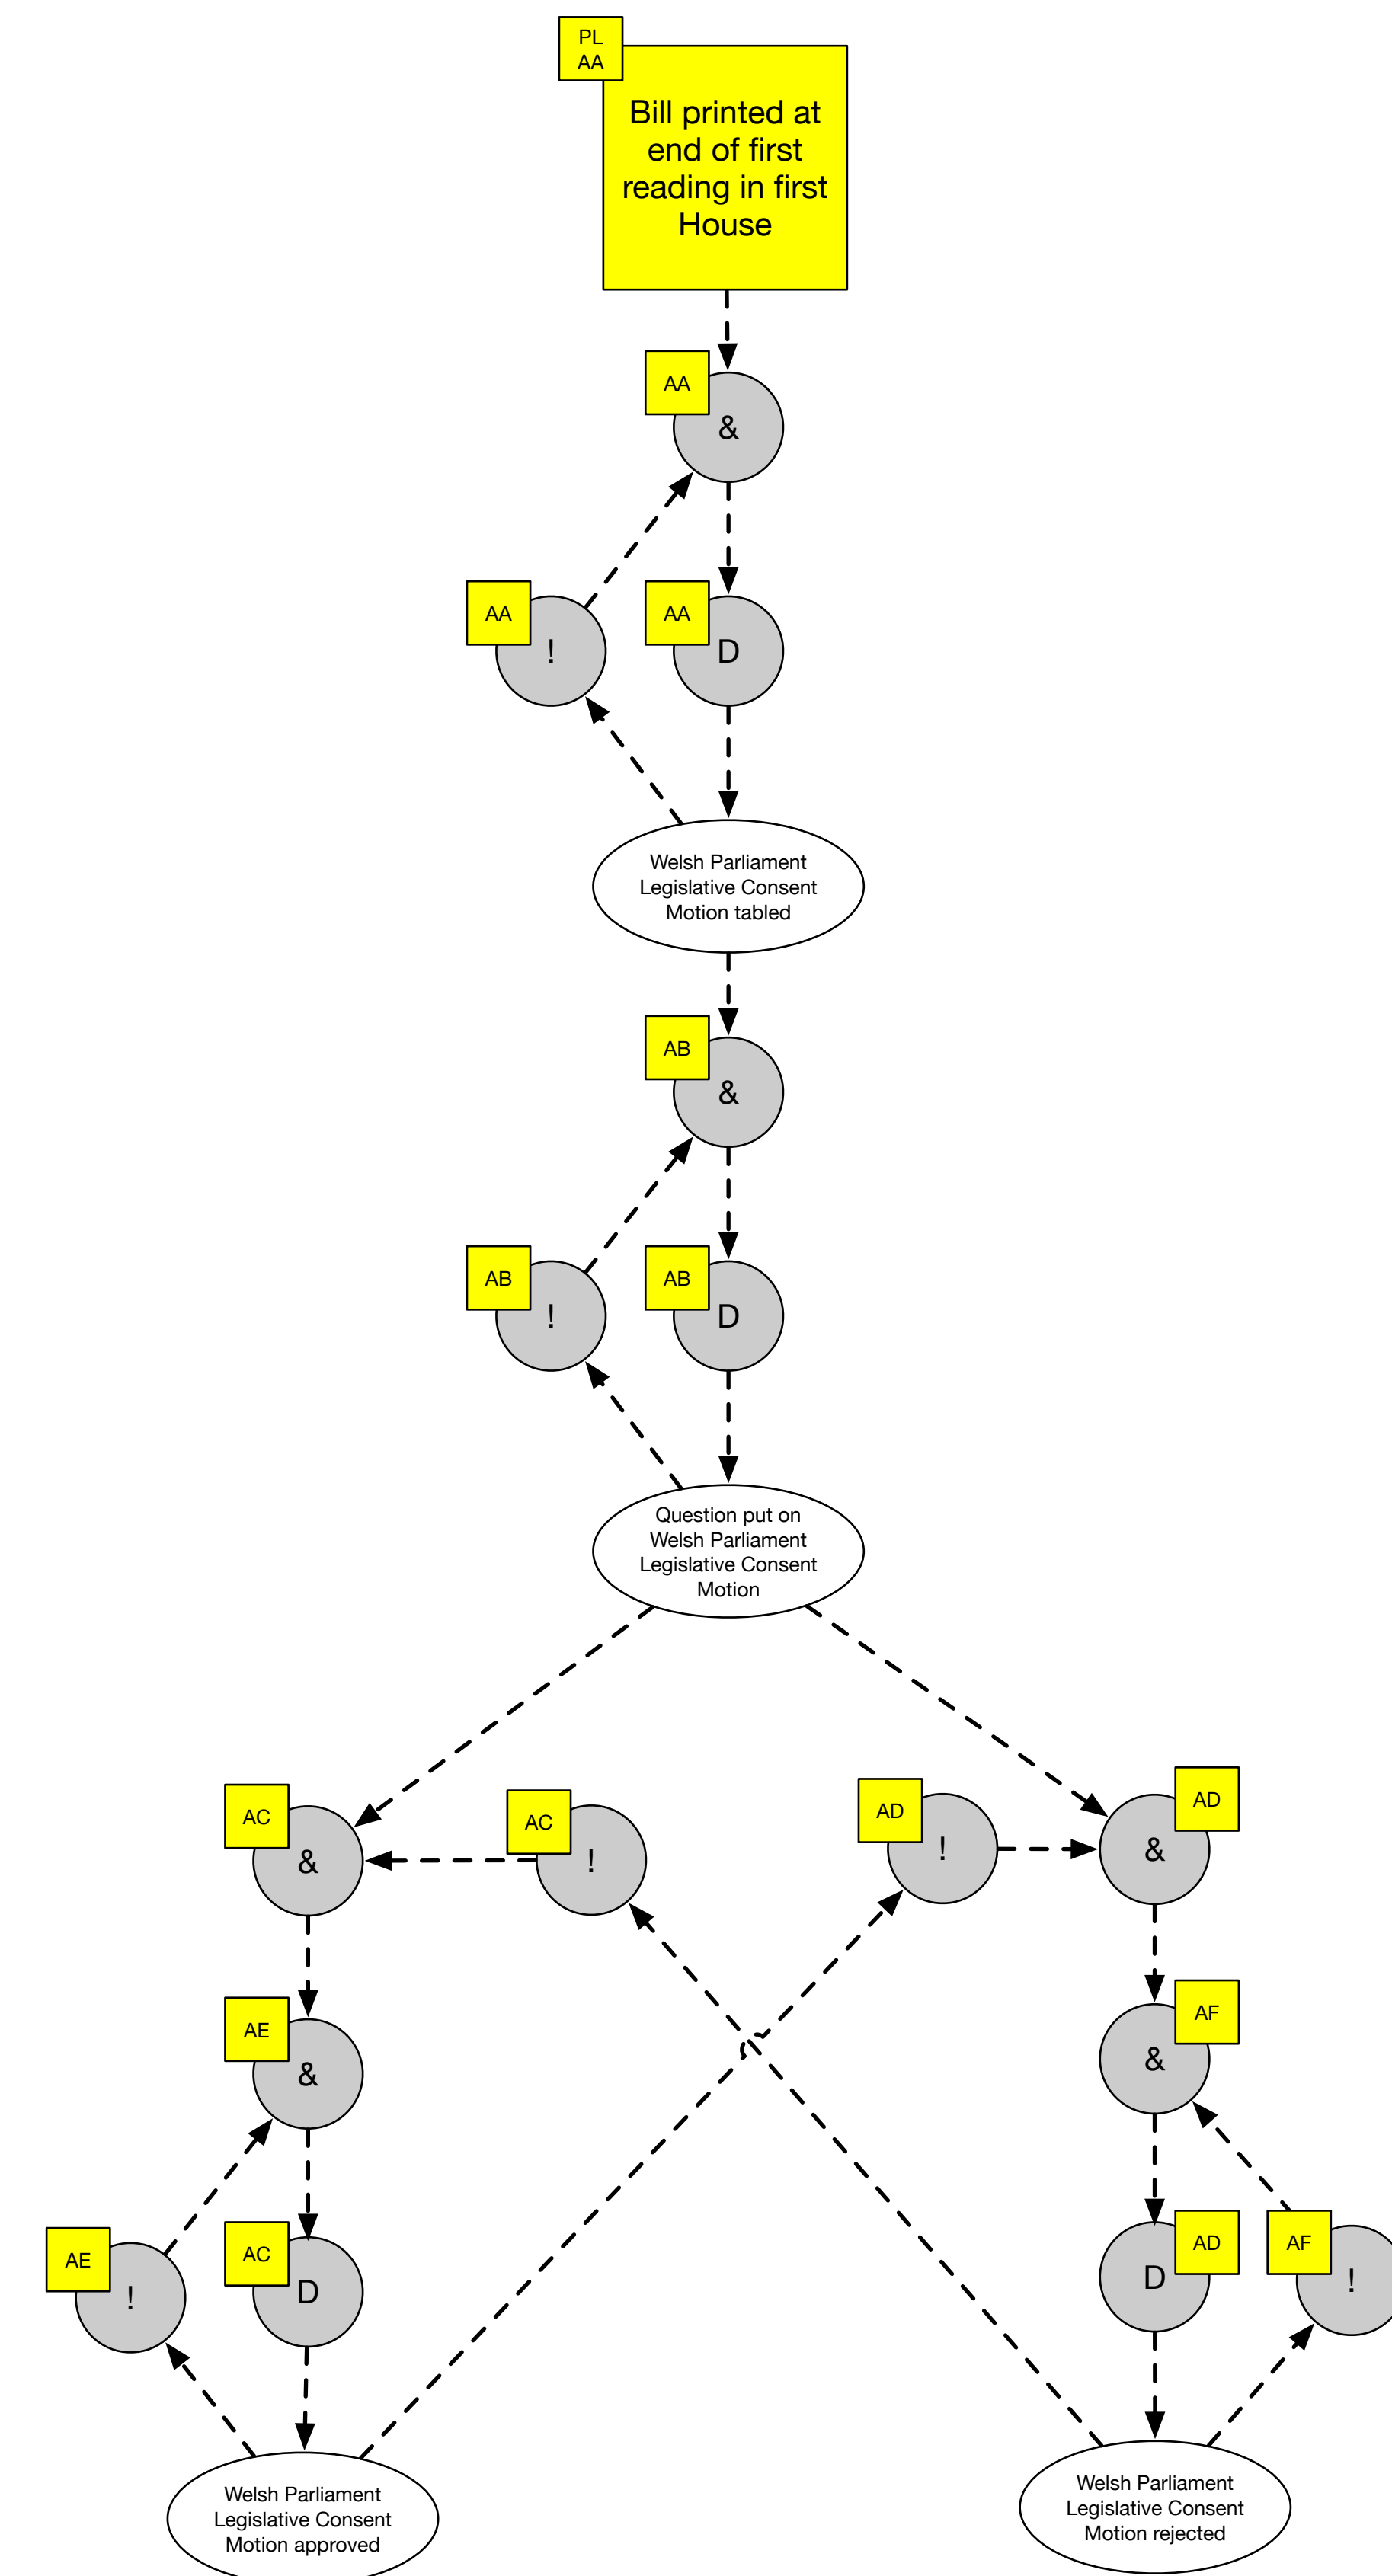 PL
AA
Bill printed at
end of first
reading in first
House
AA
&
AA
!
AA
D
Welsh Parliament
Legislative Consent
Motion tabled
AB
&
AB
!
AB
D
Question put on
Welsh Parliament
Legislative Consent
Motion
AC
&
AC
!
AD
!
AD
&
AE
&
AF
&
AE
!
AC
D
AD
D
AF
!
Welsh Parliament
Legislative Consent
Motion approved
Welsh Parliament
Legislative Consent
Motion rejected